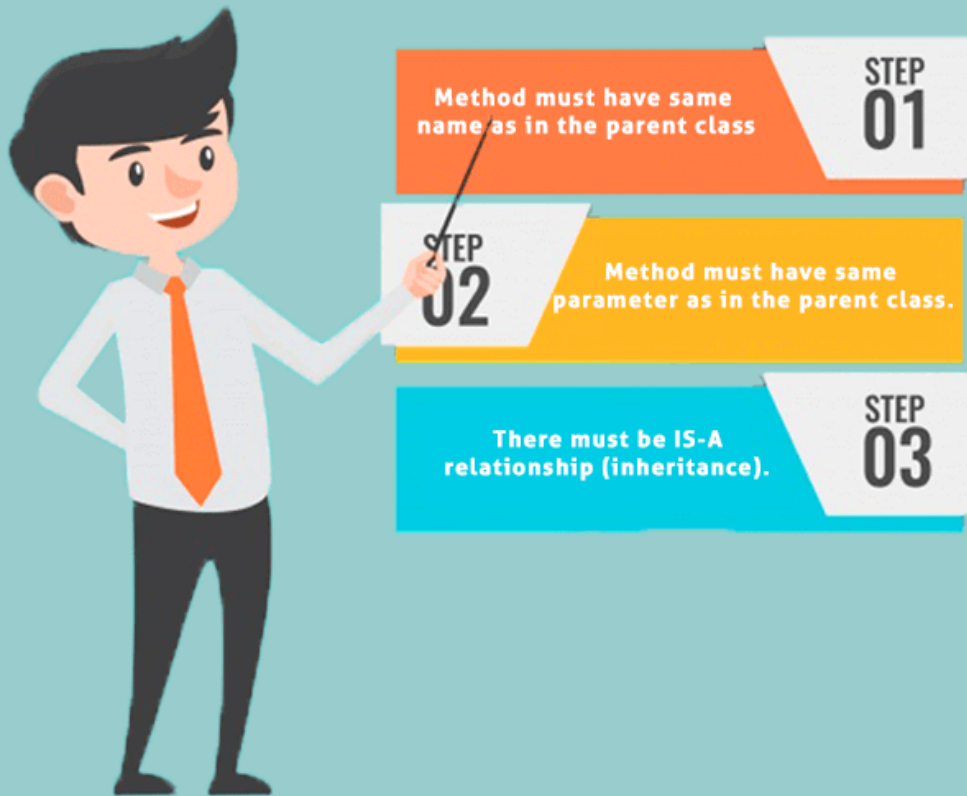 Method must have same
name as in the parent class
STEP
01
STEP
02
Method must have same
parameter as in the parent class.
There must be IS-A
relationship (inheritance).
STEP
03